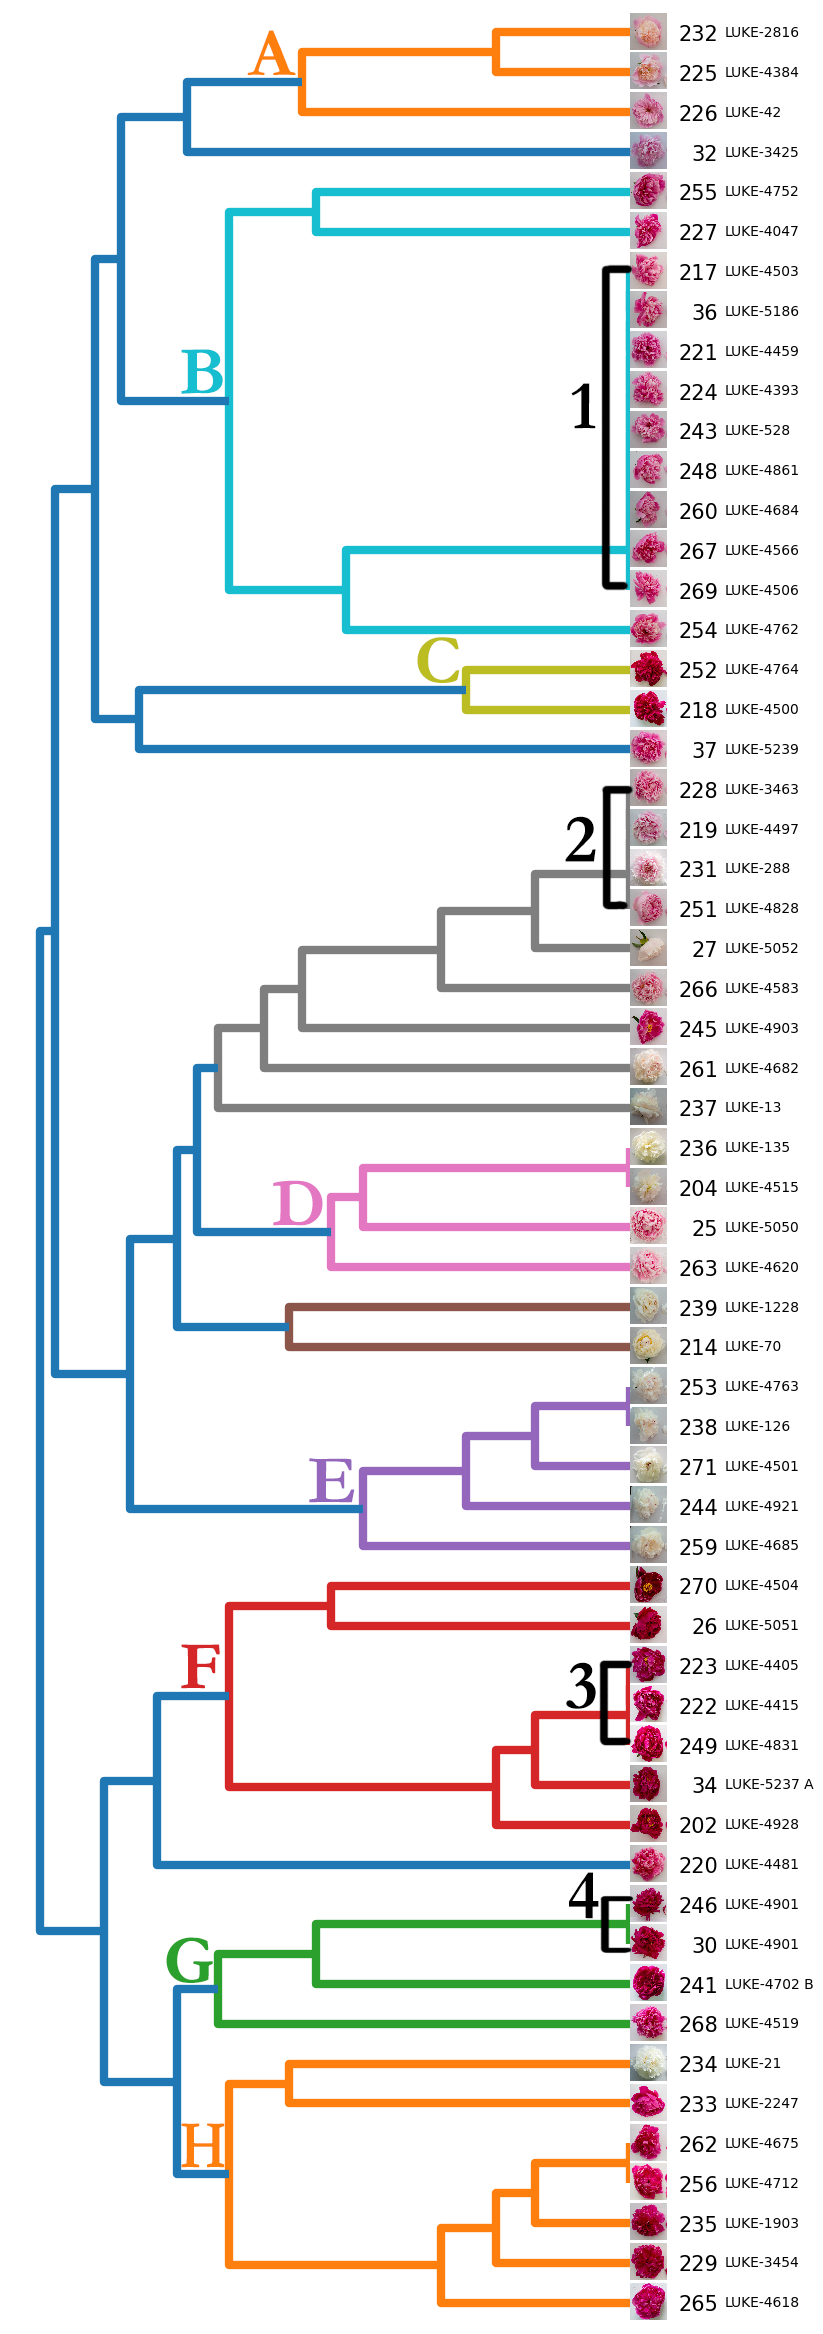 A
232 LUKE-2816
225 LUKE-4384
226 LUKE-42
32 LUKE-3425
255 LUKE-4752
227 LUKE-4047
217 LUKE-4503
36 LUKE-5186
B
221 LUKE-4459
1
224 LUKE-4393
243 LUKE-528
248 LUKE-4861
260 LUKE-4684
267 LUKE-4566
269 LUKE-4506
254 LUKE-4762
C
252 LUKE-4764
218 LUKE-4500
37 LUKE-5239
228 LUKE-3463
2
219 LUKE-4497
231 LUKE-288
251 LUKE-4828
27 LUKE-5052
266 LUKE-4583
245 LUKE-4903
261 LUKE-4682
237 LUKE-13
236 LUKE-135
204 LUKE-4515
D
25 LUKE-5050
263 LUKE-4620
239 LUKE-1228
214 LUKE-70
253 LUKE-4763
238 LUKE-126
271 LUKE-4501
E
244 LUKE-4921
259 LUKE-4685
270 LUKE-4504
26 LUKE-5051
F
223 LUKE-4405
3
222 LUKE-4415
249 LUKE-4831
34 LUKE-5237 A
202 LUKE-4928
220 LUKE-4481
4
246 LUKE-4901
30 LUKE-4901
G
241 LUKE-4702 B
268 LUKE-4519
234 LUKE-21
233 LUKE-2247
H
262 LUKE-4675
256 LUKE-4712
235 LUKE-1903
229 LUKE-3454
265 LUKE-4618